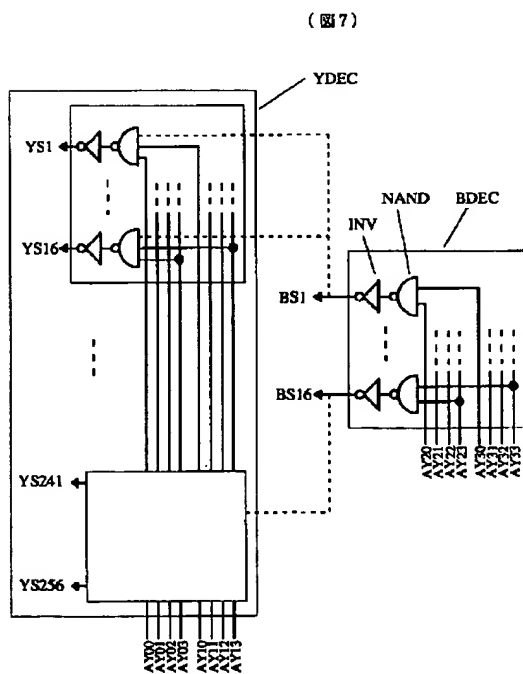 (図7)
YDEC
YS1
NAND
BDEC
INV
YS16
BS1
BS16
YS241
YS256
AY20
AY21
AY22
AY23
AY30
AY31
AY32
AY33
AY00
AY01
AY02
AY03
AY10
AY11
AY12
AY13